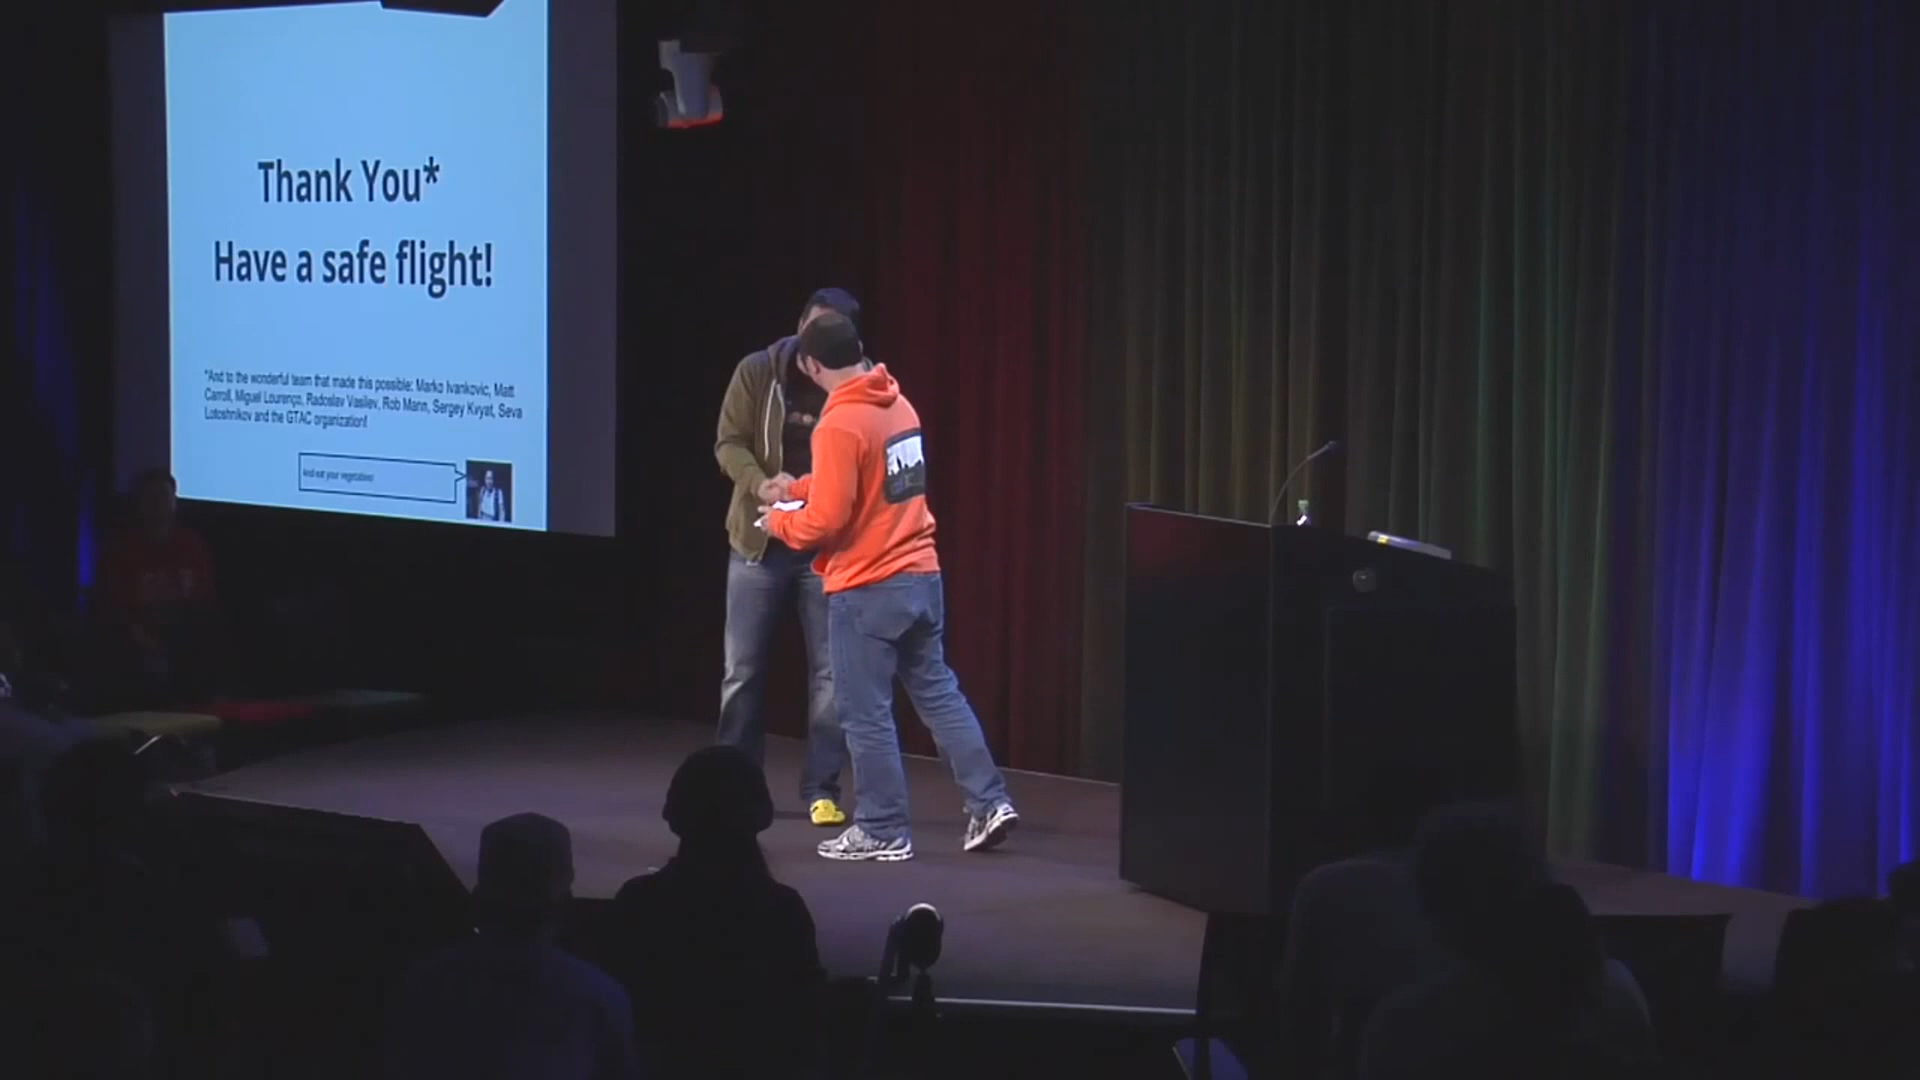 Thank You*
Have a safe flight!
*And to the wonderful team that made this possible: Marko Ivankovic, Matt
Carroll, Miguel Lourenço, Radoslav Vasilev, Rob Mann, Sergey Kvyat, Seva
Lotoshnikov and the GTAC organization!
And eat your vegetables!